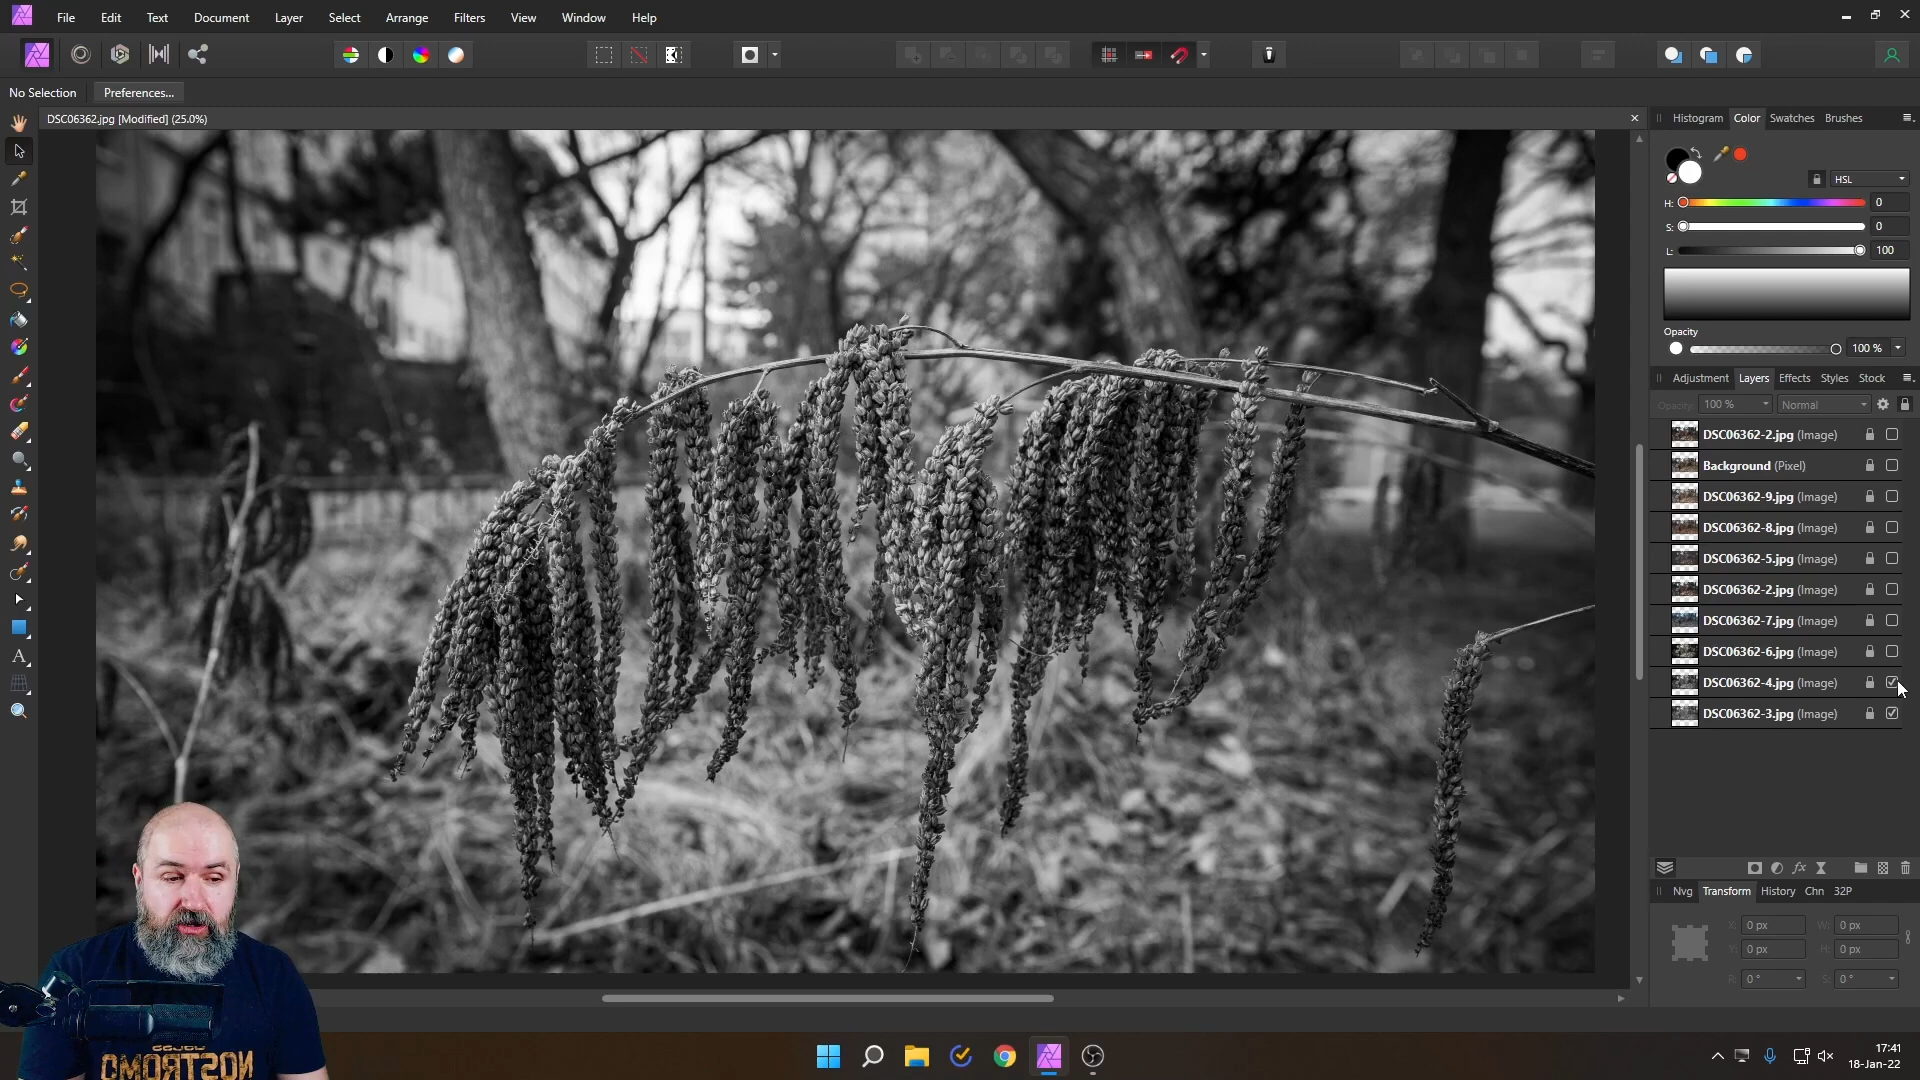 File Edit Text Document Layer Select Arrange Filters View Window Help
No Selection Preferences...
DSC06362.jpg [Modified] (25.0%)
Histogram Color Swatches Brushes
HSL
H: 0
S: 0
L: 100
Opacity
100 %
Adjustment Layers Effects Styles Stock
Opacity: 100 % Normal
DSC06362-2.jpg (Image)
Background (Pixel)
DSC06362-9.jpg (Image)
DSC06362-8.jpg (Image)
DSC06362-5.jpg (Image)
DSC06362-2.jpg (Image)
DSC06362-7.jpg (Image)
DSC06362-6.jpg (Image)
DSC06362-4.jpg (Image)
DSC06362-3.jpg (Image)
Nvg Transform History Chn 32P
X: 0 px W: 0 px
Y: 0 px H: 0 px
R: 0 ° S: 0 °
NOSTROMO
17:41
18-Jan-22